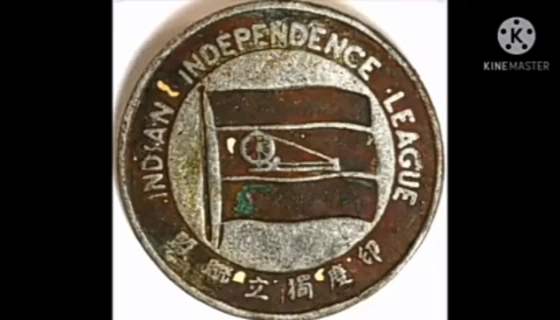 INDIAN INDEPENDENCE LEAGUE
印度獨立聯盟
K
KINEMASTER